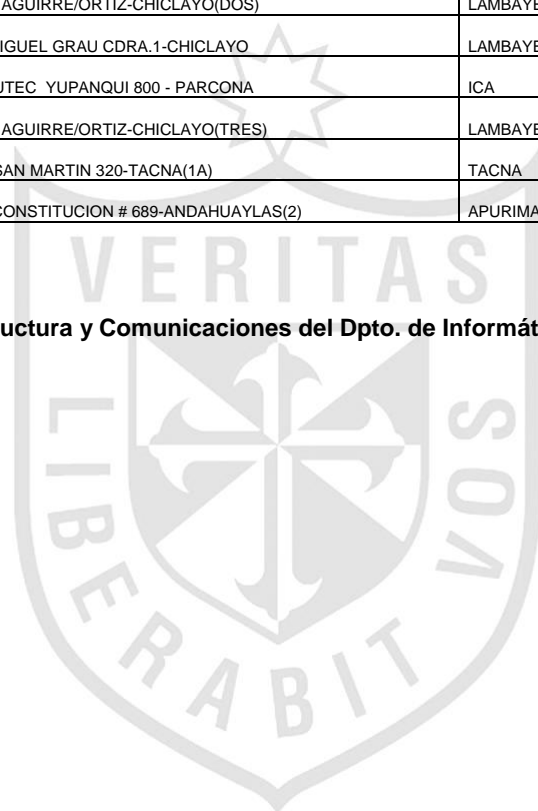 AGUIRRE/ORTIZ-CHICLAYO(DOS) LAMBAYE
IGUEL GRAU CDRA.1-CHICLAYO LAMBAYE
UTEC YUPANQUI 800 - PARCONA ICA
AGUIRRE/ORTIZ-CHICLAYO(TRES) LAMBAYE
SAN MARTIN 320-TACNA(1A) TACNA
CONSTITUCION # 689-ANDAHUAYLAS(2) APURIMA
VERITAS
uctura y Comunicaciones del Dpto. de Informát
LIBERABIT VOS